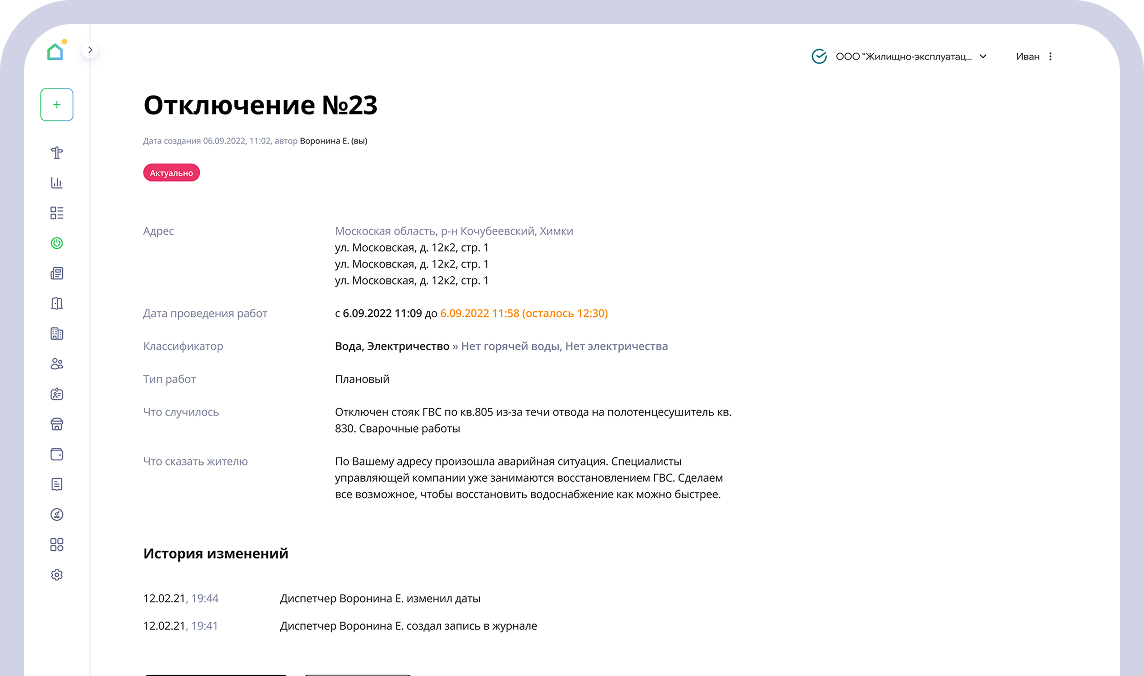 ООО "Жилищно-эксплуатац...
Иван
+
Отключение №23
Дата создания 06.09.2022, 11:02, автор Воронина Е. (вы)
Актуально
Адрес
Москоская область, р-н Кочубеевский, Химки
ул. Московская, д. 12к2, стр. 1
ул. Московская, д. 12к2, стр. 1
ул. Московская, д. 12к2, стр. 1
Дата проведения работ
с 6.09.2022 11:09 до 6.09.2022 11:58 (осталось 12:30)
Классификатор
Вода, Электричество » Нет горячей воды, Нет электричества
Тип работ
Плановый
Что случилось
Отключен стояк ГВС по кв.805 из-за течи отвода на полотенцесушитель кв.
830. Сварочные работы
Что сказать жителю
По Вашему адресу произошла аварийная ситуация. Специалисты
управляющей компании уже занимаются восстановлением ГВС. Сделаем
все возможное, чтобы восстановить водоснабжение как можно быстрее.
История изменений
12.02.21, 19:44 Диспетчер Воронина Е. изменил даты
12.02.21, 19:41 Диспетчер Воронина Е. создал запись в журнале